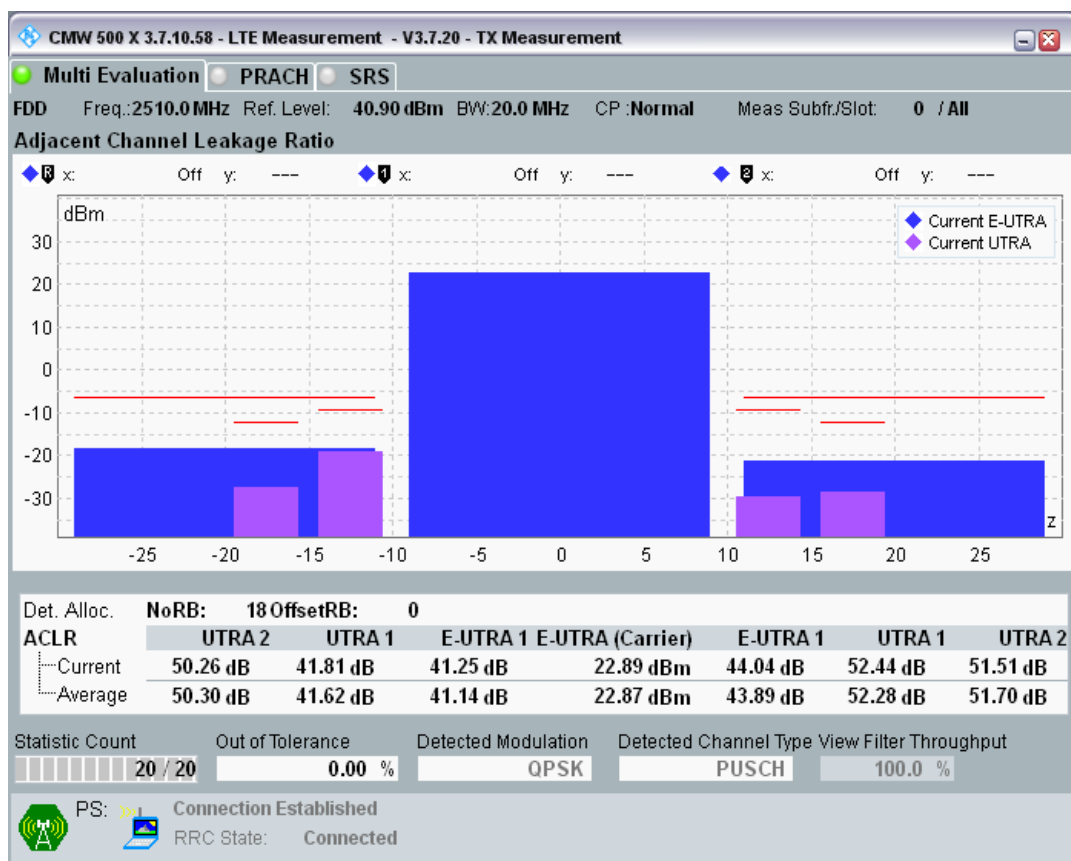 CMW 500 X 3.7.10.58 - LTE Measurement - V3.7.20 - TX Measurement
Multi Evaluation PRACH SRS
FDD Freq.:2510.0 MHz Ref. Level: 40.90 dBm BW:20.0 MHz CP :Normal Meas Subfr./Slot: 0 / All
Adjacent Channel Leakage Ratio
R x: Off y: --- 1 x: Off y: --- 2 x: Off y: ---
dBm
Current E-UTRA
Current UTRA
30
20
10
0
-10
-20
-30
z
-25 -20 -15 -10 -5 0 5 10 15 20 25
Det. Alloc. NoRB: 18 OffsetRB: 0
ACLR UTRA 2 UTRA 1 E-UTRA 1 E-UTRA (Carrier) E-UTRA 1 UTRA 1 UTRA 2
Current 50.26 dB 41.81 dB 41.25 dB 22.89 dBm 44.04 dB 52.44 dB 51.51 dB
Average 50.30 dB 41.62 dB 41.14 dB 22.87 dBm 43.89 dB 52.28 dB 51.70 dB
Statistic Count Out of Tolerance Detected Modulation Detected Channel Type View Filter Throughput
20 / 20 0.00 % QPSK PUSCH 100.0 %
PS: Connection Established
RRC State: Connected